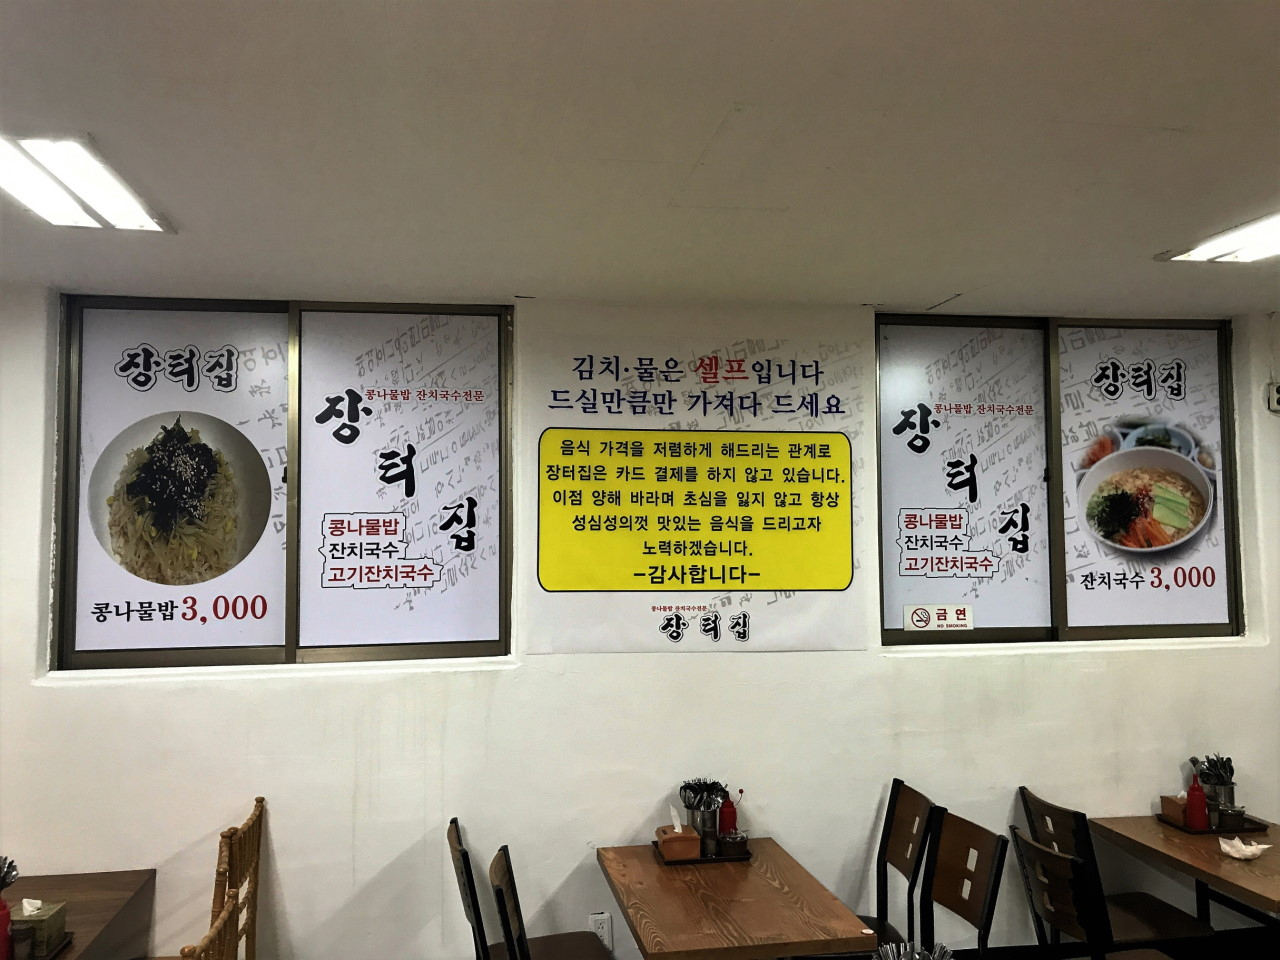 장터집
콩나물밥 3,000
콩나물밥 잔치국수전문
장터집
콩나물밥
잔치국수
고기잔치국수
김치·물은 셀프입니다
드실만큼만 가져다 드세요
음식 가격을 저렴하게 해드리는 관계로
장터집은 카드 결제를 하지 않고 있습니다.
이점 양해 바라며 초심을 잃지 않고 항상
성심성의껏 맛있는 음식을 드리고자
노력하겠습니다.
-감사합니다-
콩나물밥 잔치국수전문
장터집
콩나물밥 잔치국수전문
장터집
콩나물밥
잔치국수
고기잔치국수
금연
NO SMOKING
장터집
잔치국수 3,000